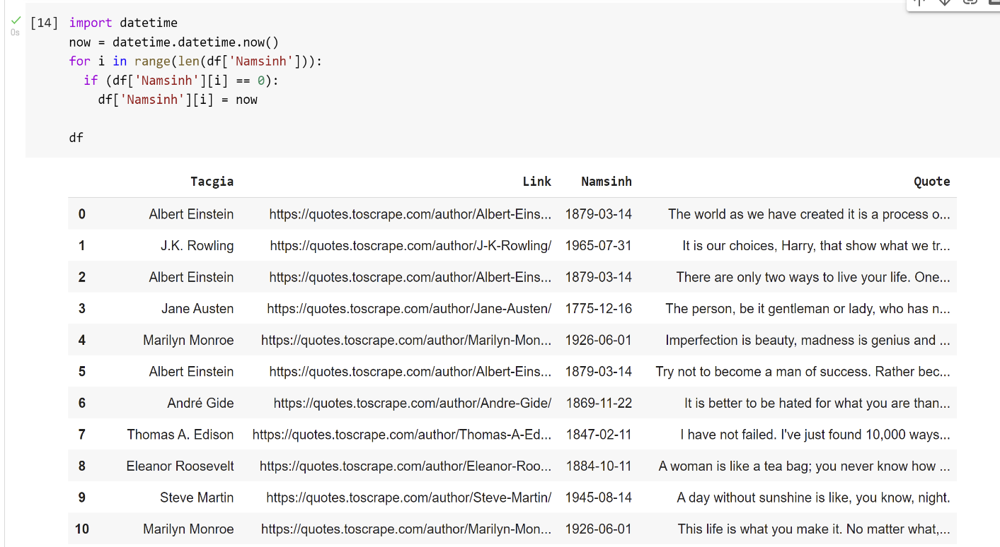 [14] import datetime
0s
now = datetime.datetime.now()
for i in range(len(df['Namsinh'])):
if (df['Namsinh'][i] == 0):
df['Namsinh'][i] = now
df
Tacgia Link Namsinh Quote
0 Albert Einstein https://quotes.toscrape.com/author/Albert-Eins... 1879-03-14 The world as we have created it is a process o...
1 J.K. Rowling https://quotes.toscrape.com/author/J-K-Rowling/ 1965-07-31 It is our choices, Harry, that show what we tr...
2 Albert Einstein https://quotes.toscrape.com/author/Albert-Eins... 1879-03-14 There are only two ways to live your life. One...
3 Jane Austen https://quotes.toscrape.com/author/Jane-Austen/ 1775-12-16 The person, be it gentleman or lady, who has n...
4 Marilyn Monroe https://quotes.toscrape.com/author/Marilyn-Mon... 1926-06-01 Imperfection is beauty, madness is genius and ...
5 Albert Einstein https://quotes.toscrape.com/author/Albert-Eins... 1879-03-14 Try not to become a man of success. Rather bec...
6 André Gide https://quotes.toscrape.com/author/Andre-Gide/ 1869-11-22 It is better to be hated for what you are than...
7 Thomas A. Edison https://quotes.toscrape.com/author/Thomas-A-Ed... 1847-02-11 I have not failed. I've just found 10,000 ways...
8 Eleanor Roosevelt https://quotes.toscrape.com/author/Eleanor-Roo... 1884-10-11 A woman is like a tea bag; you never know how ...
9 Steve Martin https://quotes.toscrape.com/author/Steve-Martin/ 1945-08-14 A day without sunshine is like, you know, night.
10 Marilyn Monroe https://quotes.toscrape.com/author/Marilyn-Mon... 1926-06-01 This life is what you make it. No matter what,...